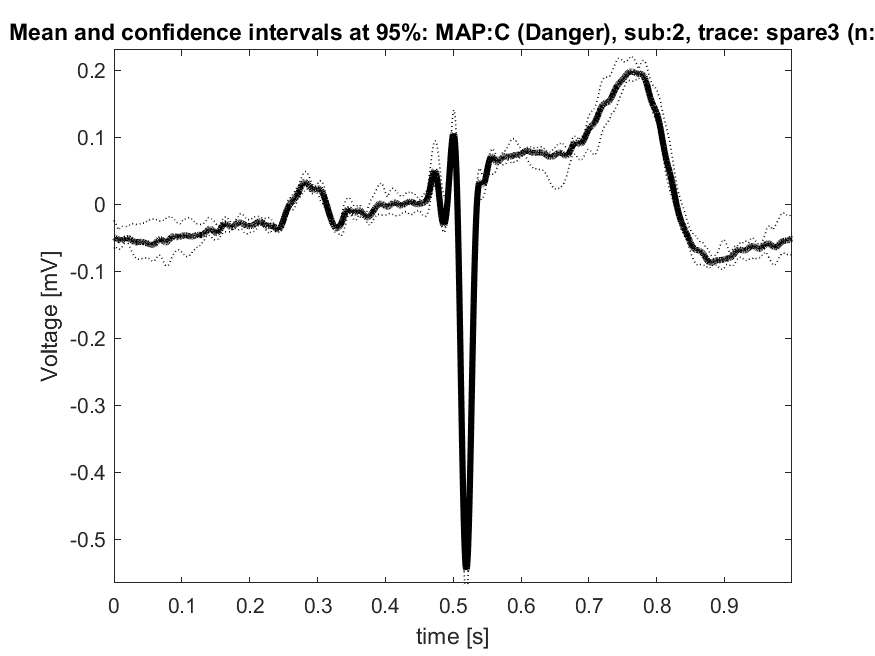 Mean and confidence intervals at 95%: MAP:C (Danger), sub:2, trace: spare3 (n:
0.2
0.1
0
-0.1
-0.2
-0.3
-0.4
-0.5
Voltage [mV]
0 0.1 0.2 0.3 0.4 0.5 0.6 0.7 0.8 0.9
time [s]